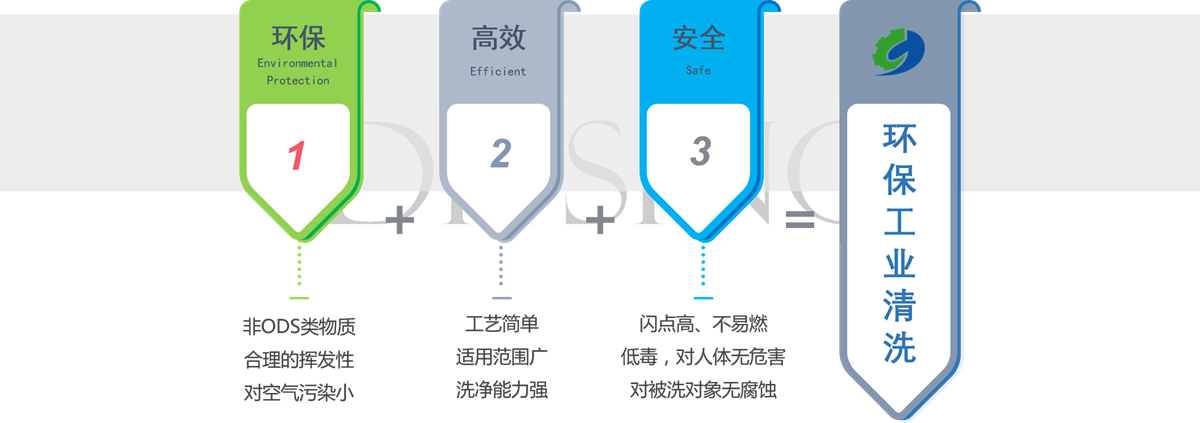 环保
Environmental
Protection
1
非ODS类物质
合理的挥发性
对空气污染小
+
高效
Efficient
2
工艺简单
适用范围广
洗净能力强
+
安全
Safe
3
闪点高、不易燃
低毒，对人体无危害
对被洗对象无腐蚀
=
环保工业清洗